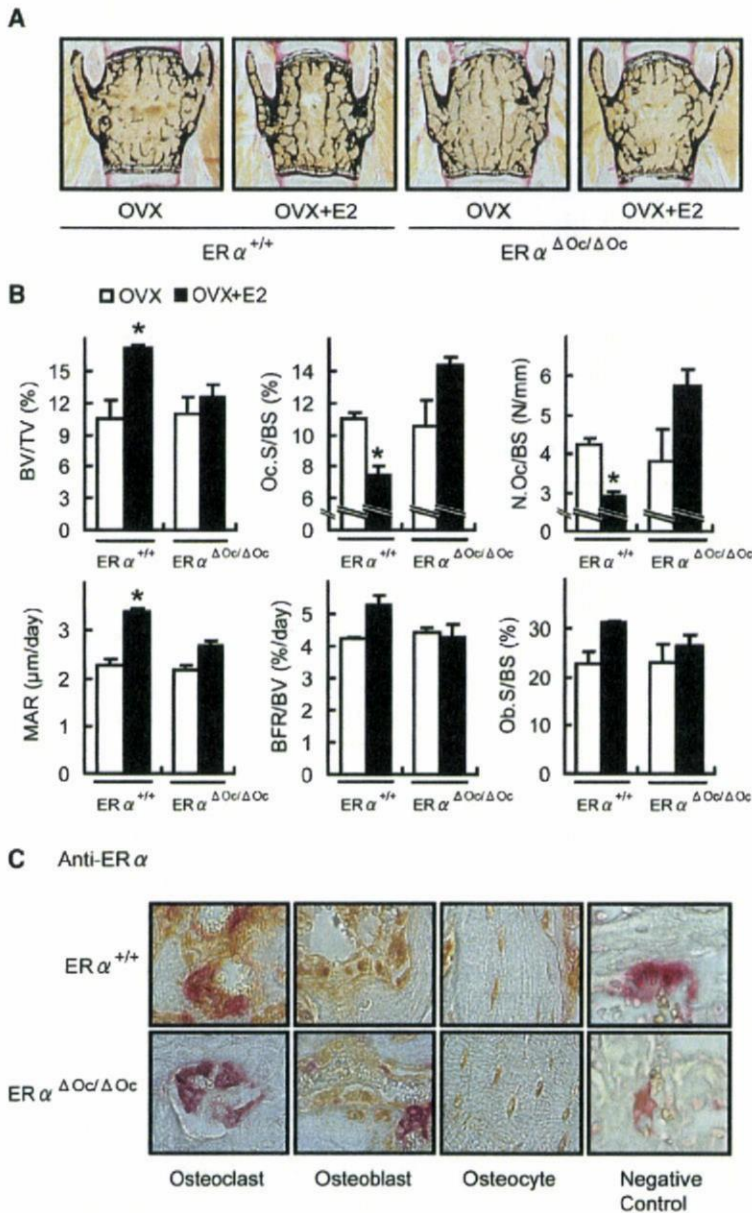 A
OVX OVX+E2 OVX OVX+E2
ERα+/+ ERαΔOc/ΔOc
B
OVX OVX+E2
BV/TV (%)
15
12
9
6
3
0
*
ERα+/+ ERαΔOc/ΔOc
Oc.S/BS (%)
14
12
10
8
6
0
*
ERα+/+ ERαΔOc/ΔOc
N.Oc/BS (N/mm)
6
5
4
3
0
*
ERα+/+ ERαΔOc/ΔOc
MAR (µm/day)
3
2
1
0
*
ERα+/+ ERαΔOc/ΔOc
BFR/BV (%/day)
5
4
3
2
1
0
ERα+/+ ERαΔOc/ΔOc
Ob.S/BS (%)
30
20
10
0
ERα+/+ ERαΔOc/ΔOc
C Anti-ERα
ERα+/+
ERαΔOc/ΔOc
Osteoclast Osteoblast Osteocyte Negative
Control